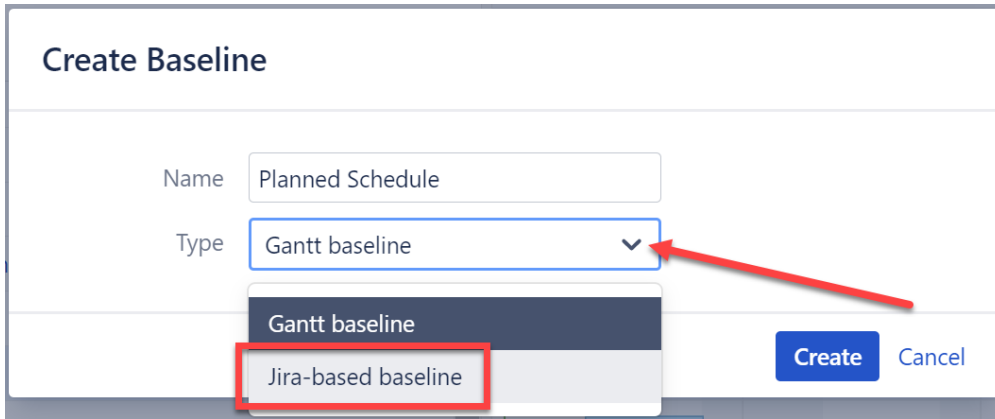 Create Baseline
Name Planned Schedule
Type Gantt baseline
Gantt baseline
Jira-based baseline
Create Cancel